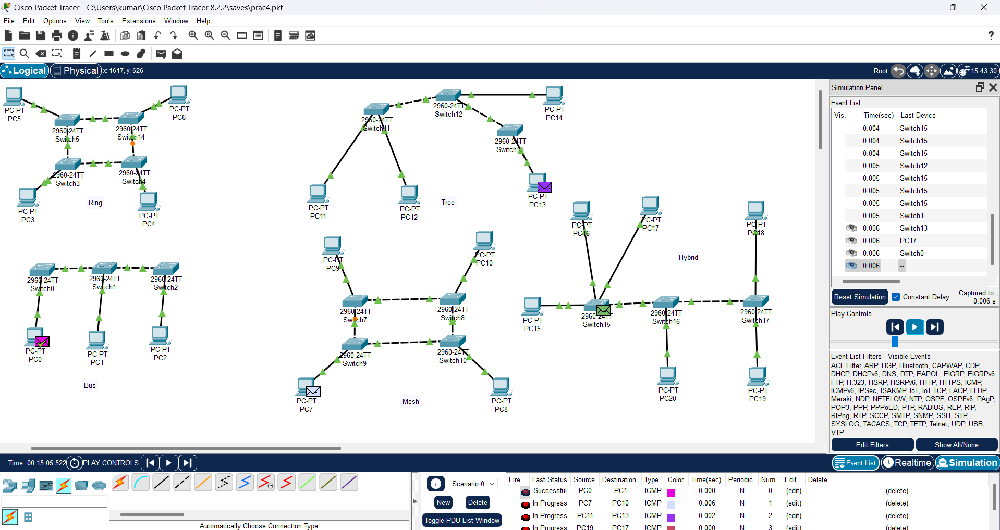 Cisco Packet Tracer - C:\Users\kumar\Cisco Packet Tracer 8.2.2\saves\prac4.pkt
File Edit Options View Tools Extensions Window Help
Logical Physical x: 1617, y: 626
Root 15:43:30
PC-PT
PC5
2960-24TT
Switch5
2960-24TT
Switch14
PC-PT
PC6
2960-24TT
Switch3
2960-24TT
Switch4
PC-PT
PC3
PC-PT
PC4
Ring
2960-24TT
Switch11
2960-24TT
Switch12
PC-PT
PC14
2960-24TT
Switch13
PC-PT
PC11
PC-PT
PC12
PC-PT
PC13
Tree
2960-24TT
Switch0
2960-24TT
Switch1
2960-24TT
Switch2
PC-PT
PC0
PC-PT
PC1
PC-PT
PC2
Bus
PC-PT
PC9
PC-PT
PC10
2960-24TT
Switch7
2960-24TT
Switch8
2960-24TT
Switch9
2960-24TT
Switch10
PC-PT
PC7
PC-PT
PC8
Mesh
PC-PT
PC16
PC-PT
PC17
PC-PT
PC18
Hybrid
PC-PT
PC15
2960-24TT
Switch15
2960-24TT
Switch16
2960-24TT
Switch17
PC-PT
PC20
PC-PT
PC19
Simulation Panel
Event List
Vis. Time(sec) Last Device
0.004 Switch15
0.004 Switch15
0.004 Switch15
0.005 Switch12
0.005 Switch15
0.005 Switch15
0.005 Switch15
0.005 Switch1
0.006 Switch13
0.006 PC17
0.006 Switch0
0.006 --
Reset Simulation Constant Delay Captured to:
0.006 s
Play Controls
Event List Filters - Visible Events
ACL Filter, ARP, BGP, Bluetooth, CAPWAP, CDP,
DHCP, DHCPv6, DNS, DTP, EAPOL, EIGRP, EIGRPv6,
FTP, H.323, HSRP, HSRPv6, HTTP, HTTPS, ICMP,
ICMPv6, IPSec, ISAKMP, IoT, IoT TCP, LACP, LLDP,
Meraki, NDP, NETFLOW, NTP, OSPF, OSPFv6, PAgP,
POP3, PPP, PPPoED, PTP, RADIUS, REP, RIP,
RIPng, RTP, SCCP, SMTP, SNMP, SSH, STP,
SYSLOG, TACACS, TCP, TFTP, Telnet, UDP, USB,
VTP
Edit Filters Show All/None
Time: 00:15:05.522 PLAY CONTROLS:
Event List Realtime Simulation
Automatically Choose Connection Type
Scenario 0
New Delete
Toggle PDU List Window
Fire Last Status Source Destination Type Color Time(sec) Periodic Num Edit Delete
Successful PC0 PC1 ICMP 0.000 N 0 (edit) (delete)
In Progress PC7 PC10 ICMP 0.006 N 1 (edit) (delete)
In Progress PC11 PC13 ICMP 0.002 N 2 (edit) (delete)
In Progress PC19 PC17 ICMP 0.000 N 3 (edit) (delete)